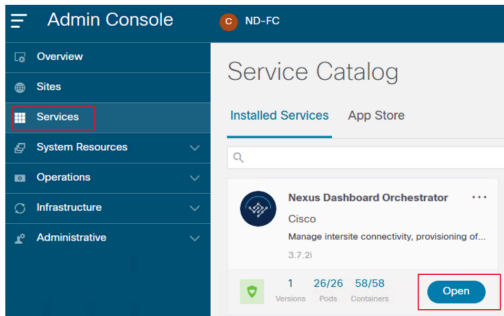 Admin Console
C ND-FC
Overview
Sites
Services
System Resources
Operations
Infrastructure
Administrative
Service Catalog
Installed Services App Store
Nexus Dashboard Orchestrator ...
Cisco
Manage intersite connectivity, provisioning of...
3.7.2i
1 26/26 58/58
Versions Pods Containers
Open